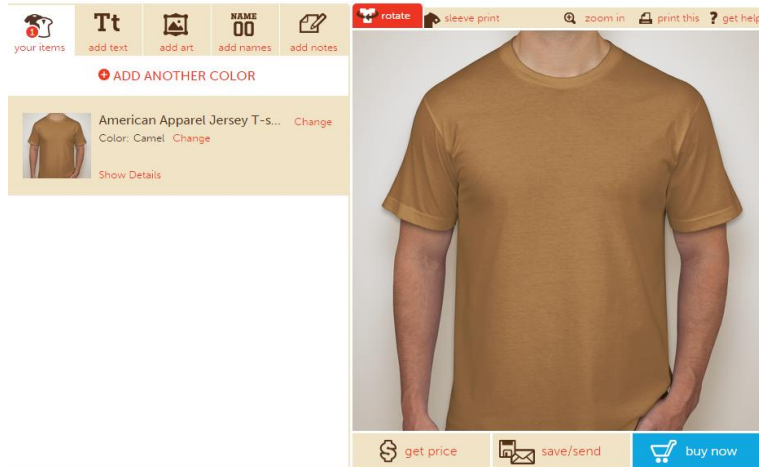 1
your items
Tt
add text
add art
NAME
00
add names
add notes
ADD ANOTHER COLOR
American Apparel Jersey T-s... Change
Color: Camel Change
Show Details
rotate
sleeve print
zoom in
print this
? get help
$ get price
save/send
buy now